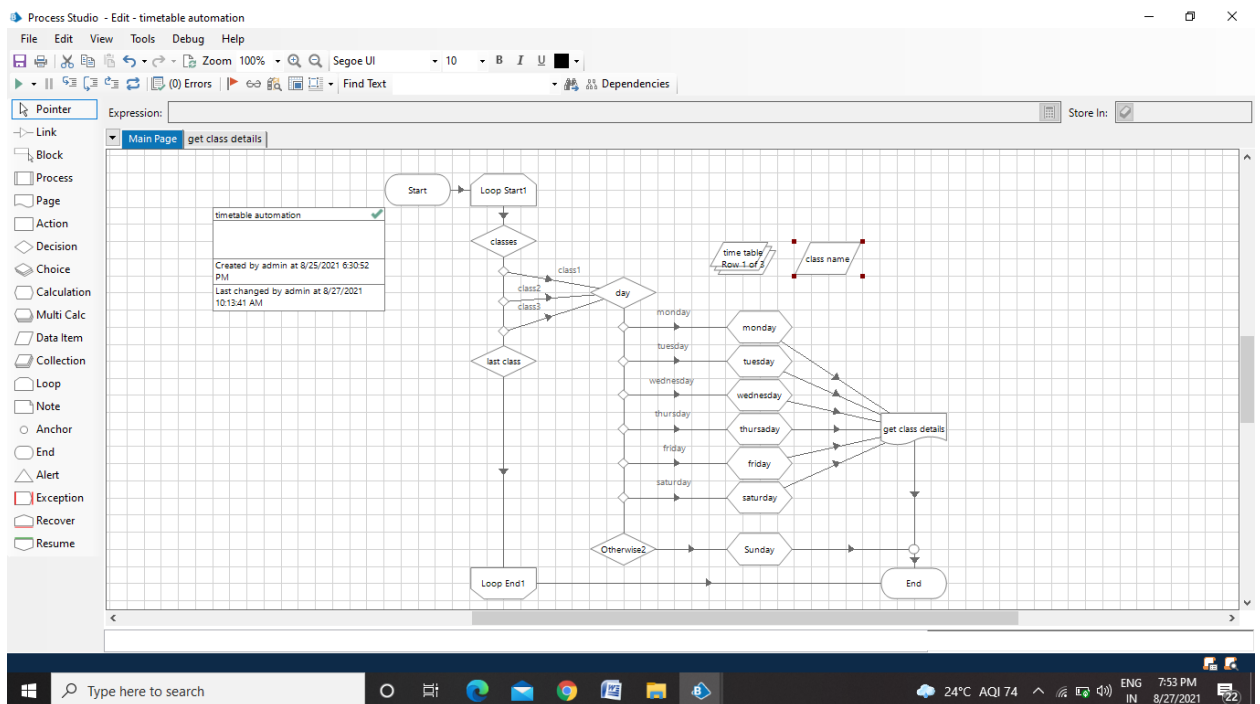 Process Studio - Edit - timetable automation
File Edit View Tools Debug Help
Zoom 100% Segoe UI 10 B I U
(0) Errors Find Text Dependencies
Pointer
Link
Block
Process
Page
Action
Decision
Choice
Calculation
Multi Calc
Data Item
Collection
Loop
Note
Anchor
End
Alert
Exception
Recover
Resume
Expression: Store In:
Main Page get class details
Start
Loop Start1
timetable automation
Created by admin at 8/25/2021 6:30:52
PM
Last changed by admin at 8/27/2021
10:13:41 AM
classes
class1
class2
class3
last class
time table
Row 1 of 3
class name
day
monday
monday
tuesday
tuesday
wednesday
wednesday
thursday
thursaday
friday
friday
saturday
saturday
get class details
Otherwise2
Sunday
Loop End1
End
Type here to search
24°C AQI 74
ENG
IN
7:53 PM
8/27/2021
22